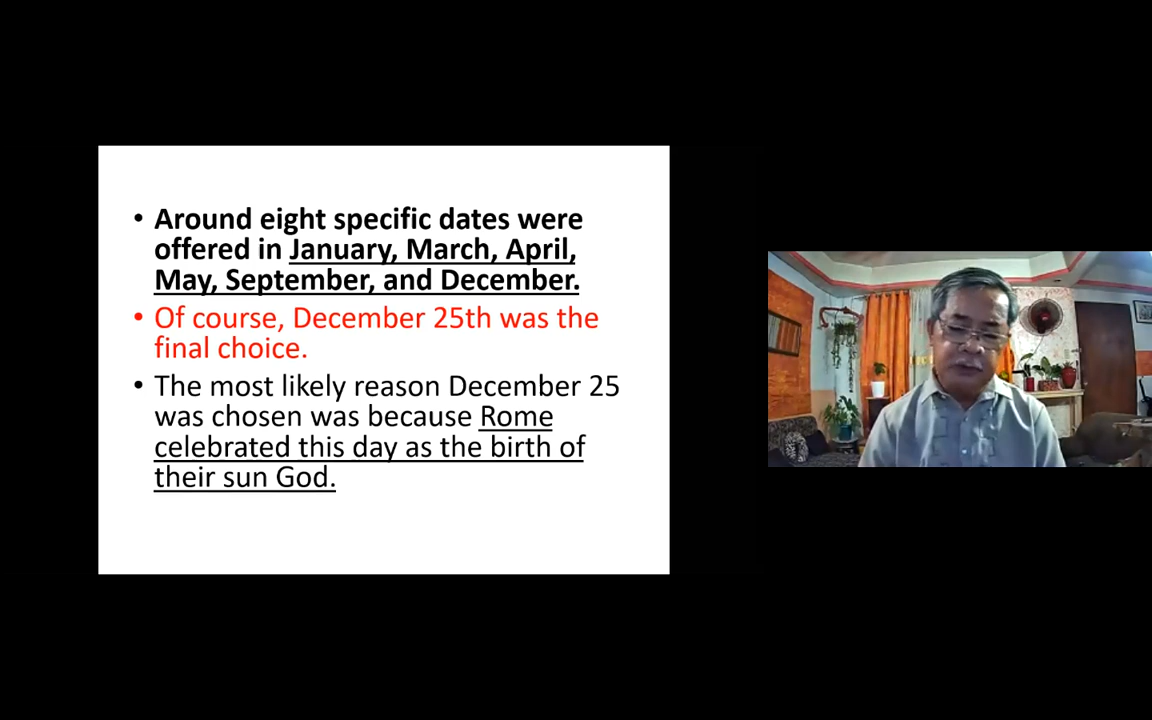 • Around eight specific dates were
offered in January, March, April,
May, September, and December.
• Of course, December 25th was the
final choice.
• The most likely reason December 25
was chosen was because Rome
celebrated this day as the birth of
their sun God.